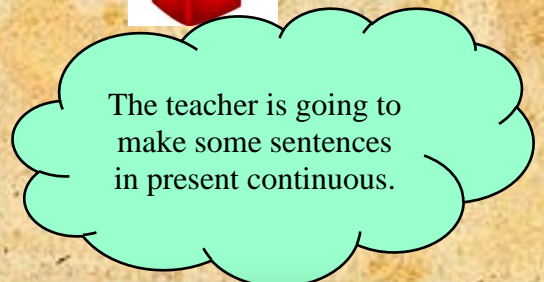 The teacher is going to
make some sentences
in present continuous.